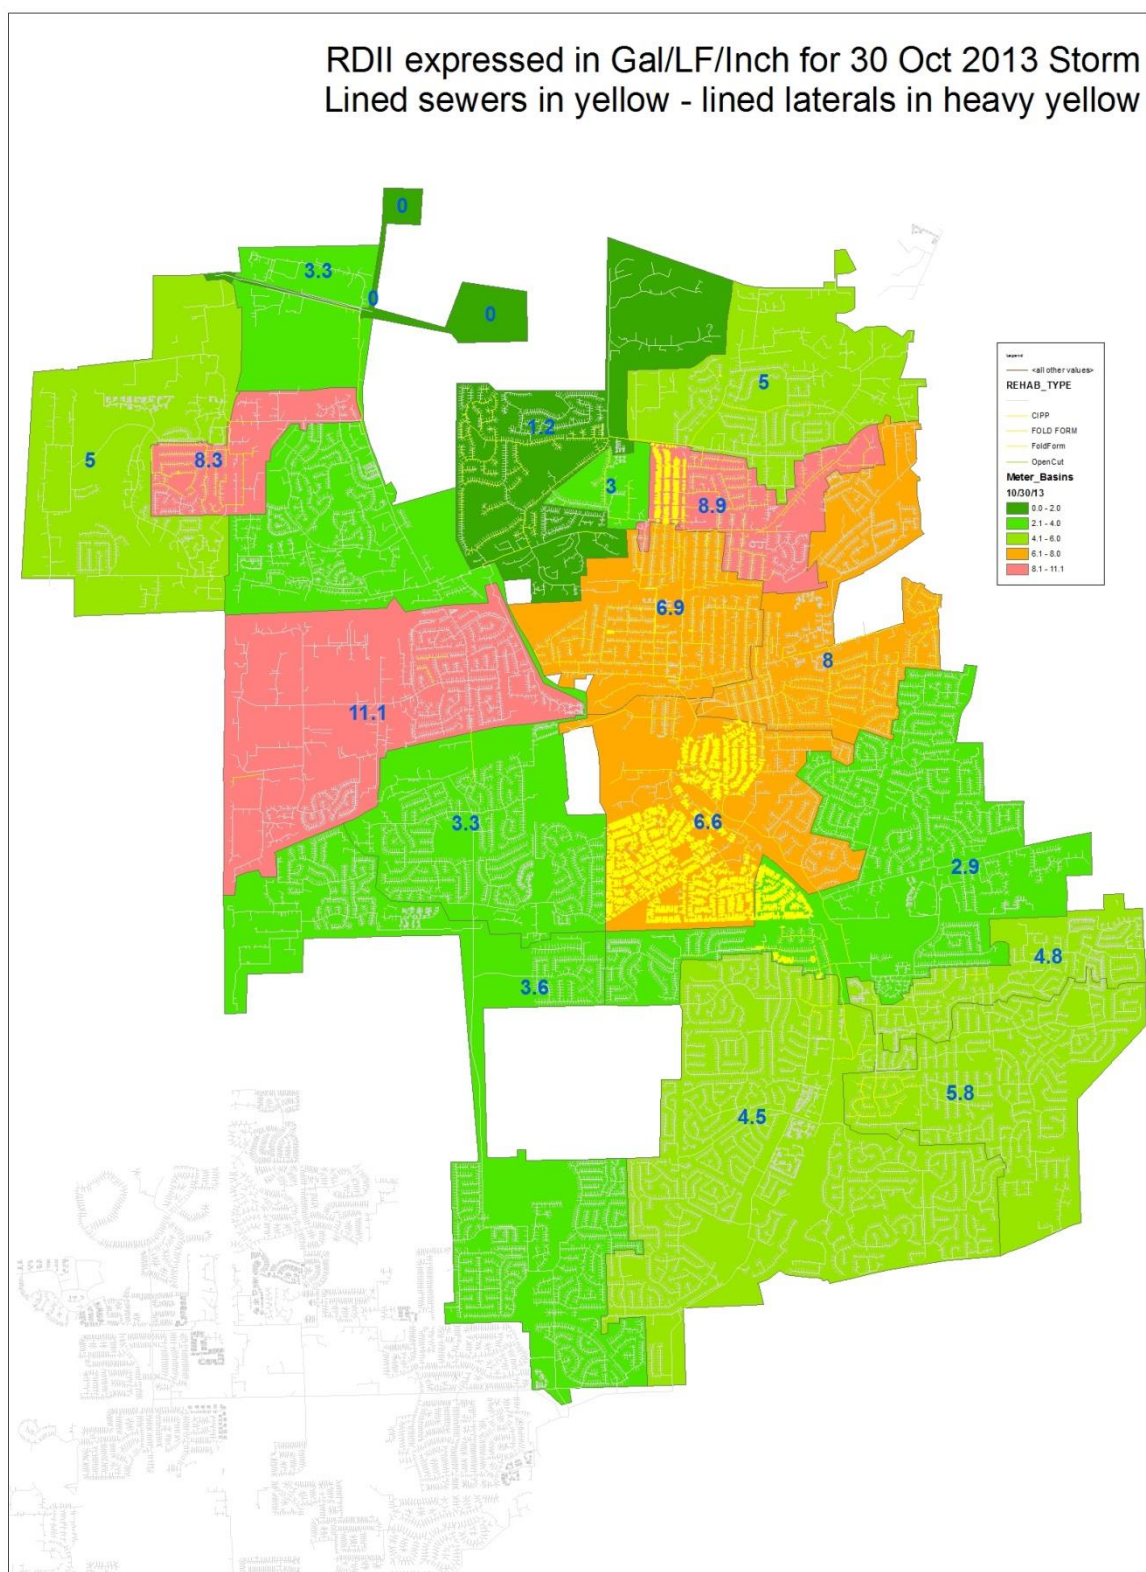 RDII expressed in Gal/LF/Inch for 30 Oct 2013 Storm
Lined sewers in yellow - lined laterals in heavy yellow
0
3.3
0
0
5
1.2
5
8.3
3
8.9
6.9
8
11.1
3.3
6.6
2.9
4.8
3.6
5.8
4.5
Legend
<all other values>
REHAB_TYPE
CIPP
FOLD FORM
FoldForm
OpenCut
Meter_Basins
10/30/13
0.0 - 2.0
2.1 - 4.0
4.1 - 6.0
6.1 - 8.0
8.1 - 11.1